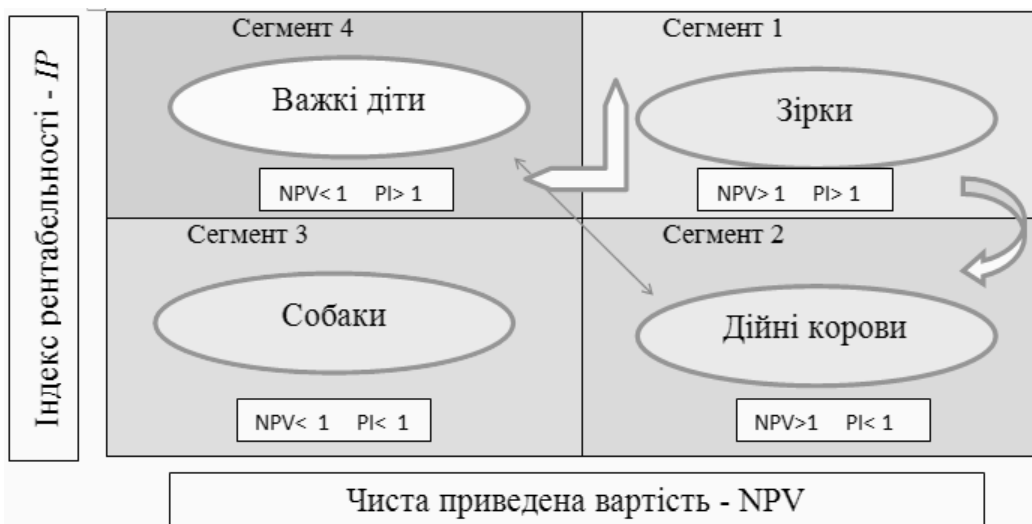 Індекс рентабельності - ІР
Сегмент 4
Важкі діти
NPV< 1 PI> 1
Сегмент 1
Зірки
NPV> 1 PI> 1
Сегмент 3
Собаки
NPV< 1 PI< 1
Сегмент 2
Дійні корови
NPV>1 PI< 1
Чиста приведена вартість - NPV